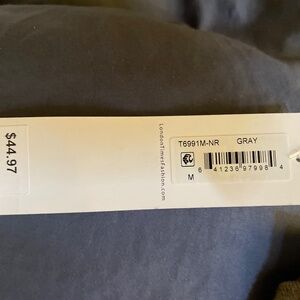 $44.97
LondonTimesFashion.com
T6991M-NR GRAY
M
6 41236 97998 4